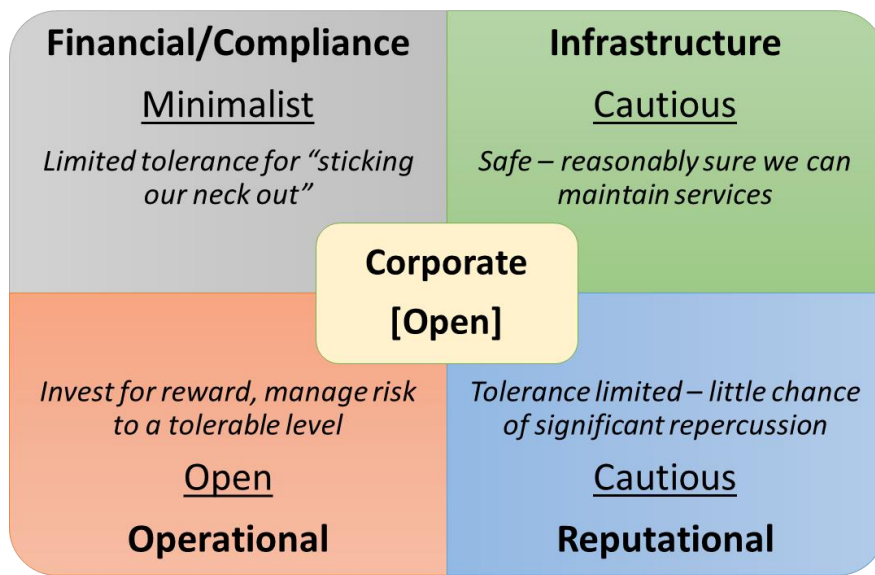 Financial/Compliance
Minimalist
Limited tolerance for “sticking
our neck out”
Infrastructure
Cautious
Safe – reasonably sure we can
maintain services
Corporate
[Open]
Invest for reward, manage risk
to a tolerable level
Open
Operational
Tolerance limited – little chance
of significant repercussion
Cautious
Reputational